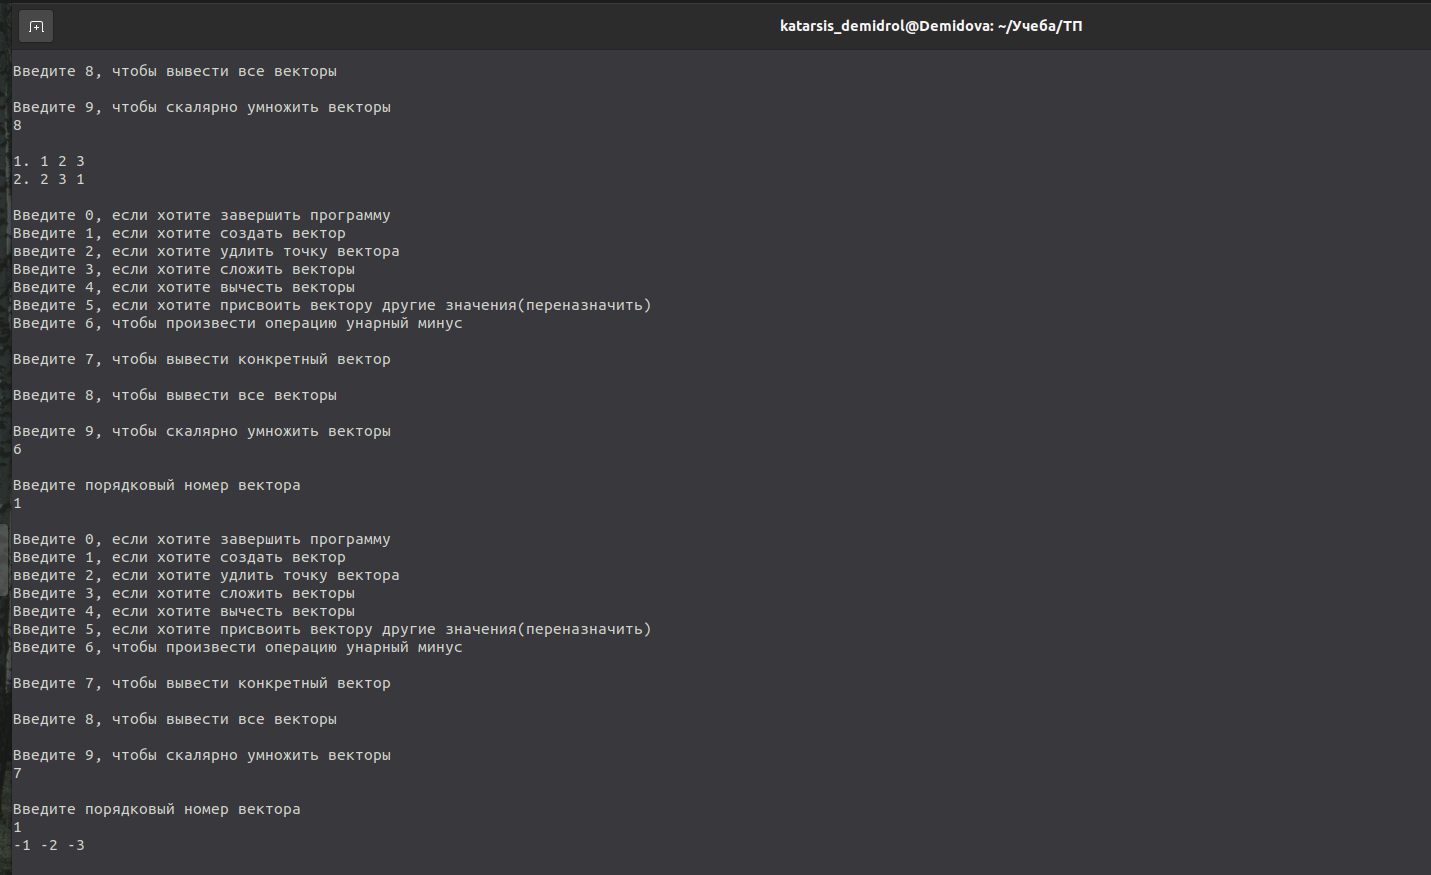 katarsis_demidrol@Demidova: ~/Учеба/ТП
Введите 8, чтобы вывести все векторы
Введите 9, чтобы скалярно умножить векторы
8
1. 1 2 3
2. 2 3 1
Введите 0, если хотите завершить программу
Введите 1, если хотите создать вектор
введите 2, если хотите удлить точку вектора
Введите 3, если хотите сложить векторы
Введите 4, если хотите вычесть векторы
Введите 5, если хотите присвоить вектору другие значения(переназначить)
Введите 6, чтобы произвести операцию унарный минус
Введите 7, чтобы вывести конкретный вектор
Введите 8, чтобы вывести все векторы
Введите 9, чтобы скалярно умножить векторы
6
Введите порядковый номер вектора
1
Введите 0, если хотите завершить программу
Введите 1, если хотите создать вектор
введите 2, если хотите удлить точку вектора
Введите 3, если хотите сложить векторы
Введите 4, если хотите вычесть векторы
Введите 5, если хотите присвоить вектору другие значения(переназначить)
Введите 6, чтобы произвести операцию унарный минус
Введите 7, чтобы вывести конкретный вектор
Введите 8, чтобы вывести все векторы
Введите 9, чтобы скалярно умножить векторы
7
Введите порядковый номер вектора
1
-1 -2 -3